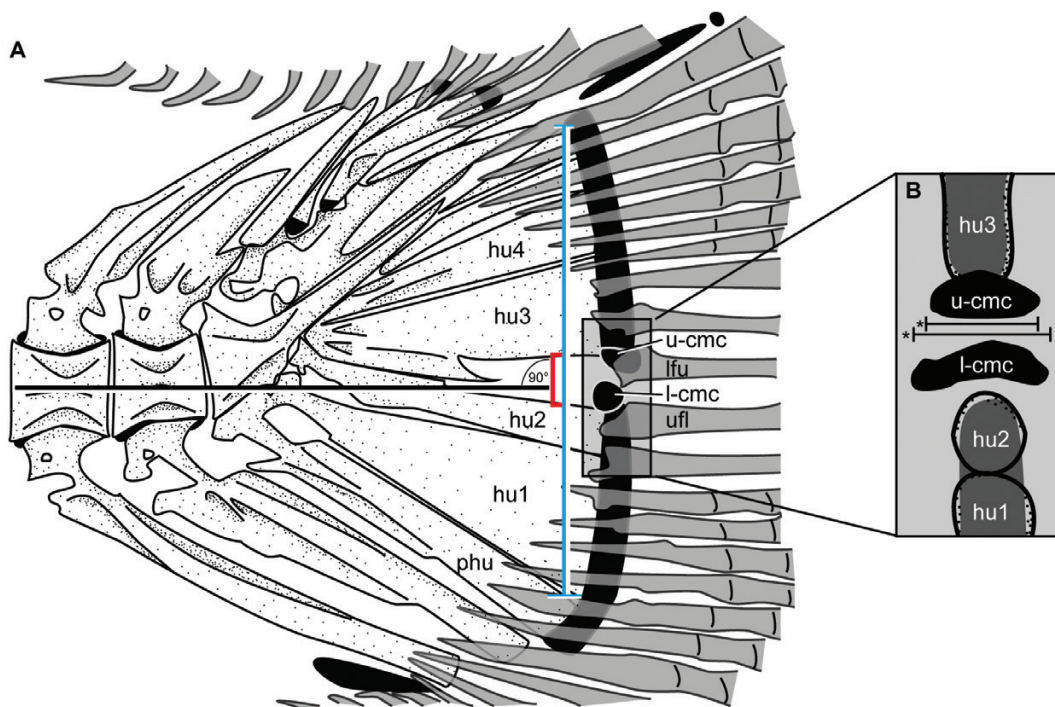 A
hu4
hu3
u-cmc
lfu
90°
l-cmc
hu2
ufl
hu1
phu
B
hu3
u-cmc
*
*
l-cmc
hu2
hu1